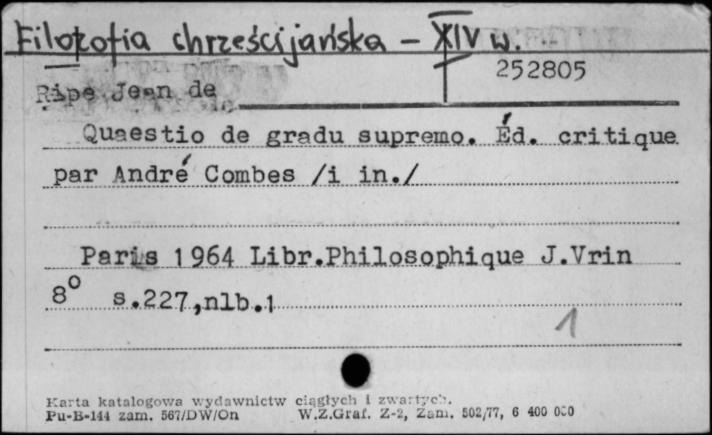 Filozofia chrześcijańska - XIV w.
252805
Ripa Jean de
Quaestio de gradu supremo. Éd. critique
par André Combes /i in./
Paris 1964 Libr.Philosophique J.Vrin
8° s.227,nlb.1
1
Karta katalogowa wydawnictw ciągłych i zwartych.
Pu-B-144 zam. 567/DW/On W.Z.Graf. Z-2, Zam. 502/77, 6 400 000